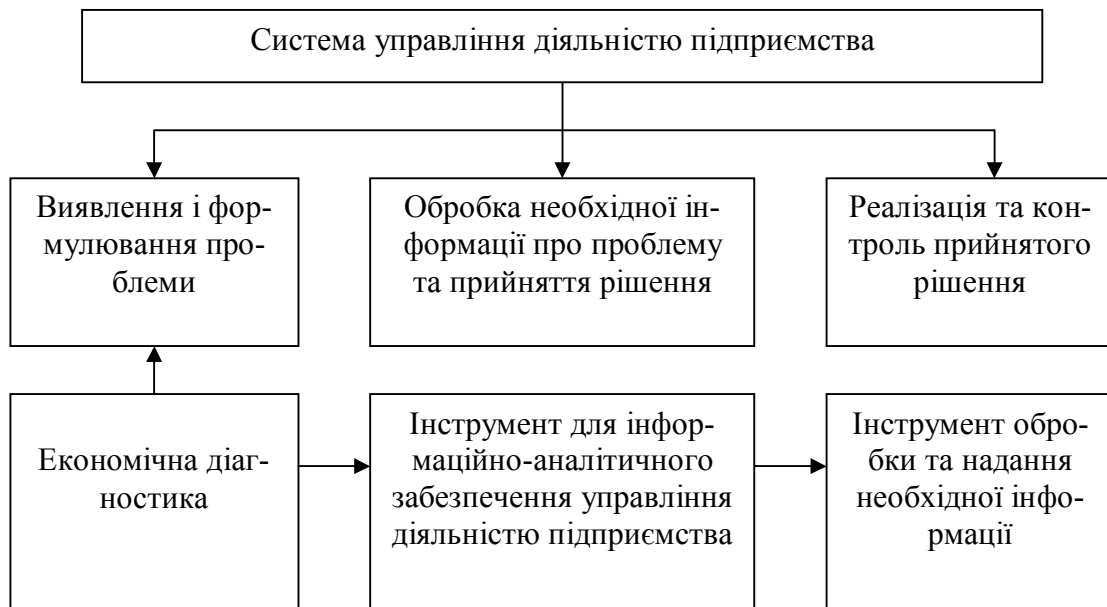 Система управління діяльністю підприємства
Виявлення і фор-
мулювання про-
блеми
Обробка необхідної ін-
формації про проблему
та прийняття рішення
Реалізація та кон-
троль прийнятого
рішення
Економічна діаг-
ностика
Інструмент для інфор-
маційно-аналітичного
забезпечення управління
діяльністю підприємства
Інструмент обро-
бки та надання
необхідної інфо-
рмації